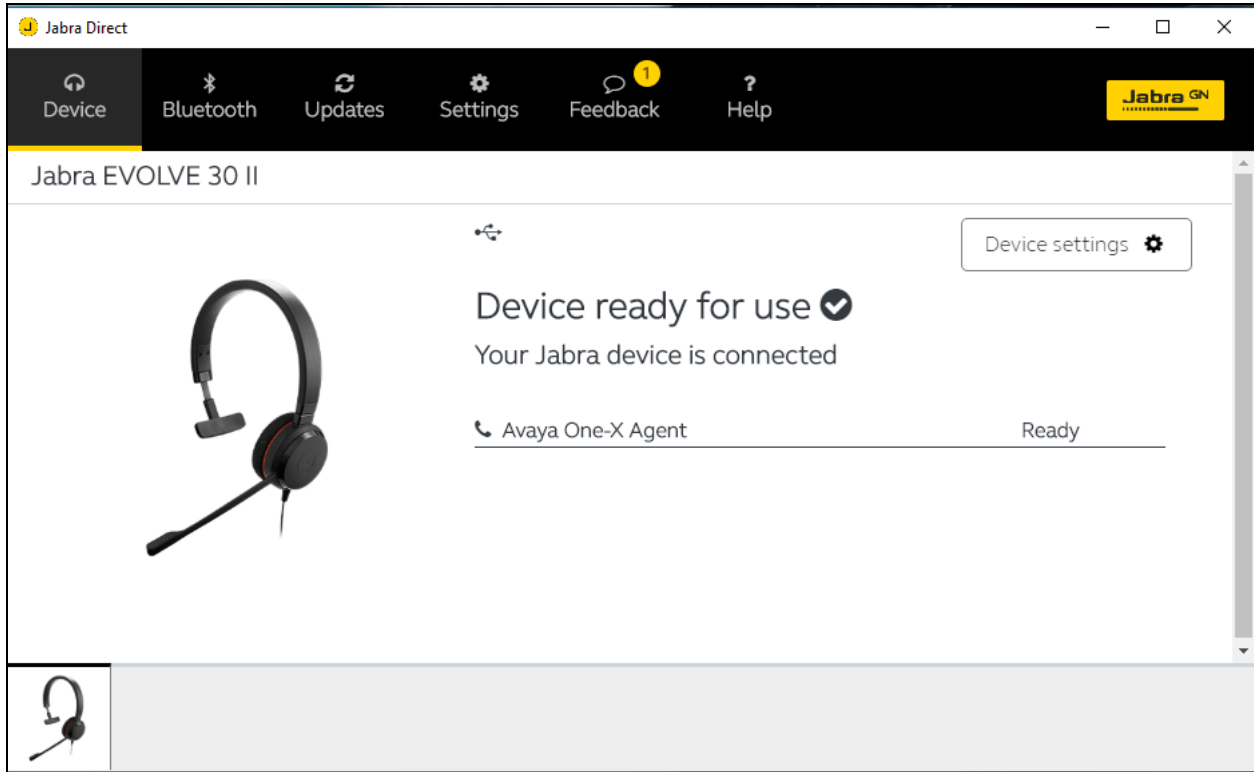 Jabra Direct
Device
Bluetooth
Updates
Settings
1
Feedback
?
Help
Jabra GN
Jabra EVOLVE 30 II
Device settings
Device ready for use
Your Jabra device is connected
Avaya One-X Agent Ready